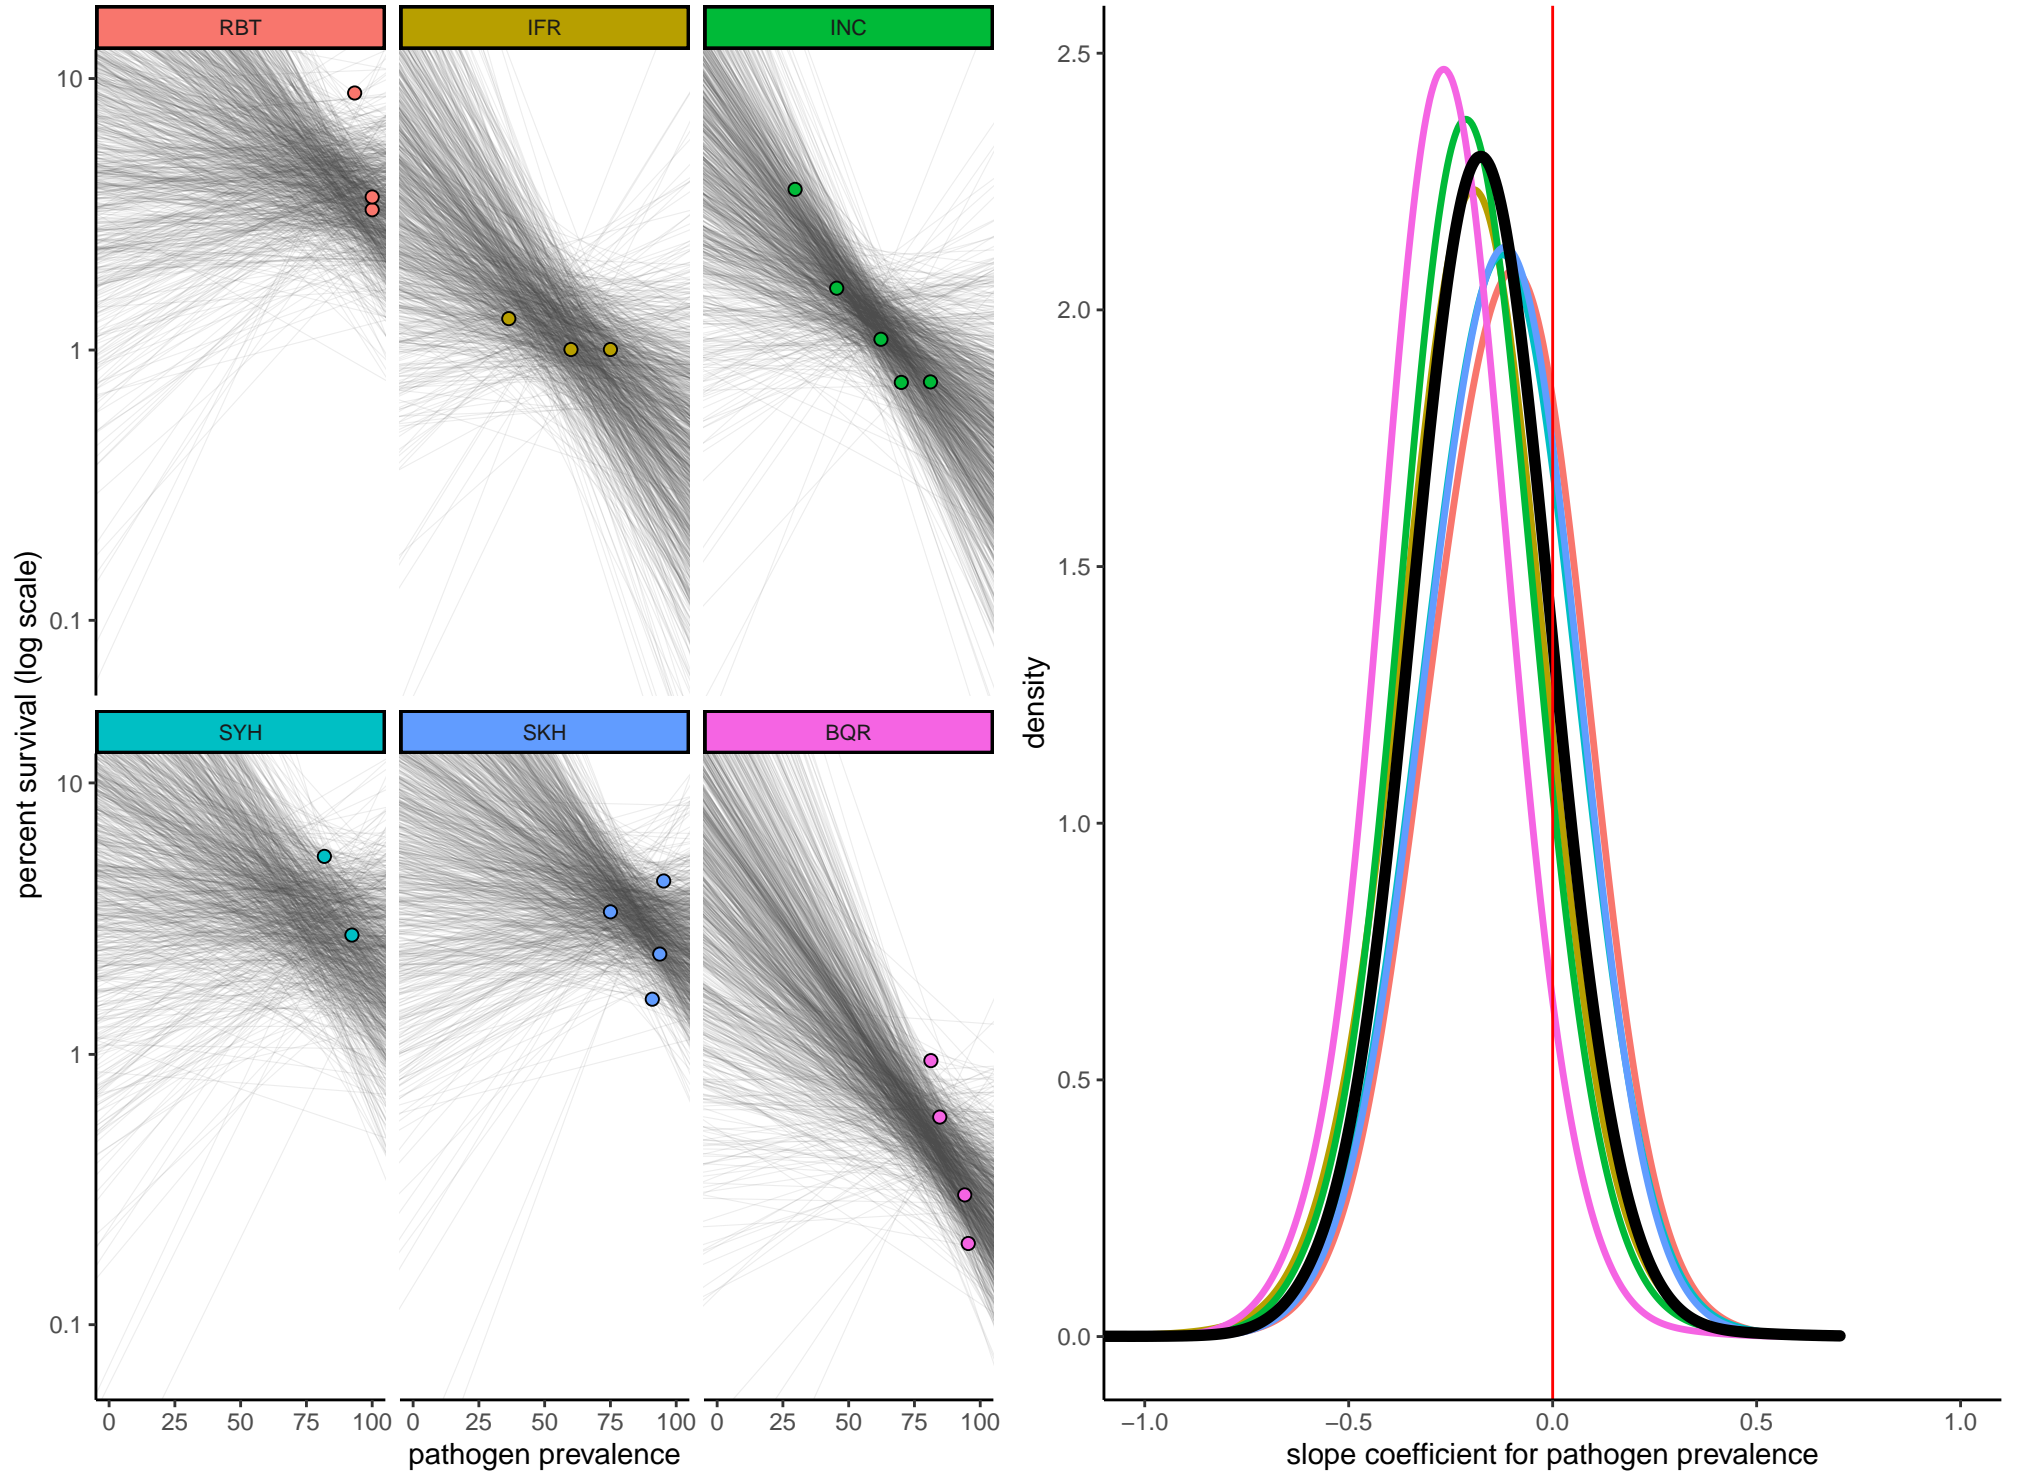 RBT IFR INC
10
1
0.1
SYH SKH BQR
10
1
0.1
0 25 50 75 100 0 25 50 75 100 0 25 50 75 100
pathogen prevalence
percent survival (log scale)
2.5
2.0
1.5
1.0
0.5
0.0
density
−1.0 −0.5 0.0 0.5 1.0
slope coefficient for pathogen prevalence